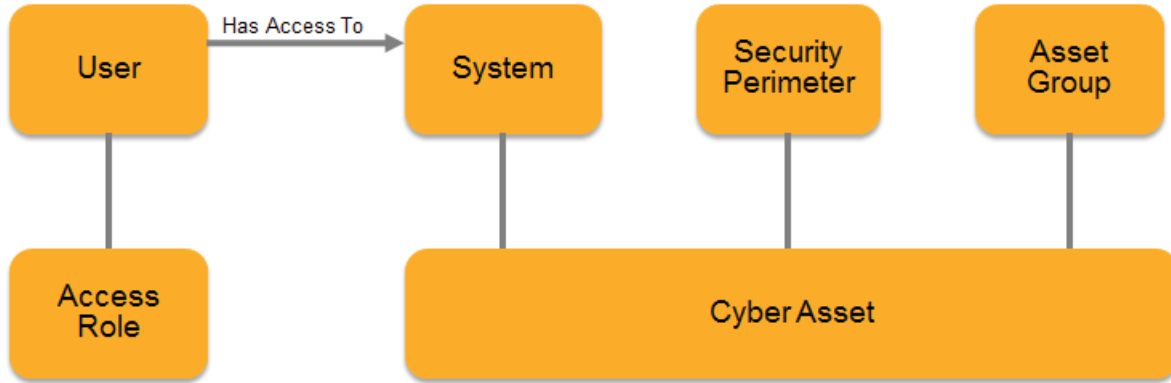 Has Access To
User
System
Security
Perimeter
Asset
Group
Access
Role
Cyber Asset